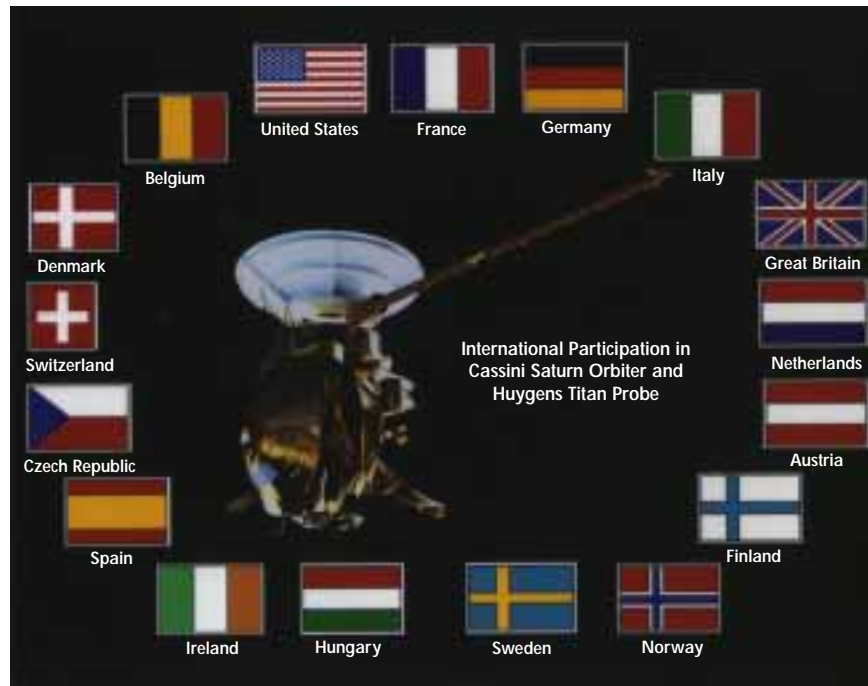 United States
France
Germany
Belgium
Italy
Denmark
Great Britain
Switzerland
International Participation in
Cassini Saturn Orbiter and
Huygens Titan Probe
Netherlands
Czech Republic
Austria
Spain
Finland
Ireland
Hungary
Sweden
Norway